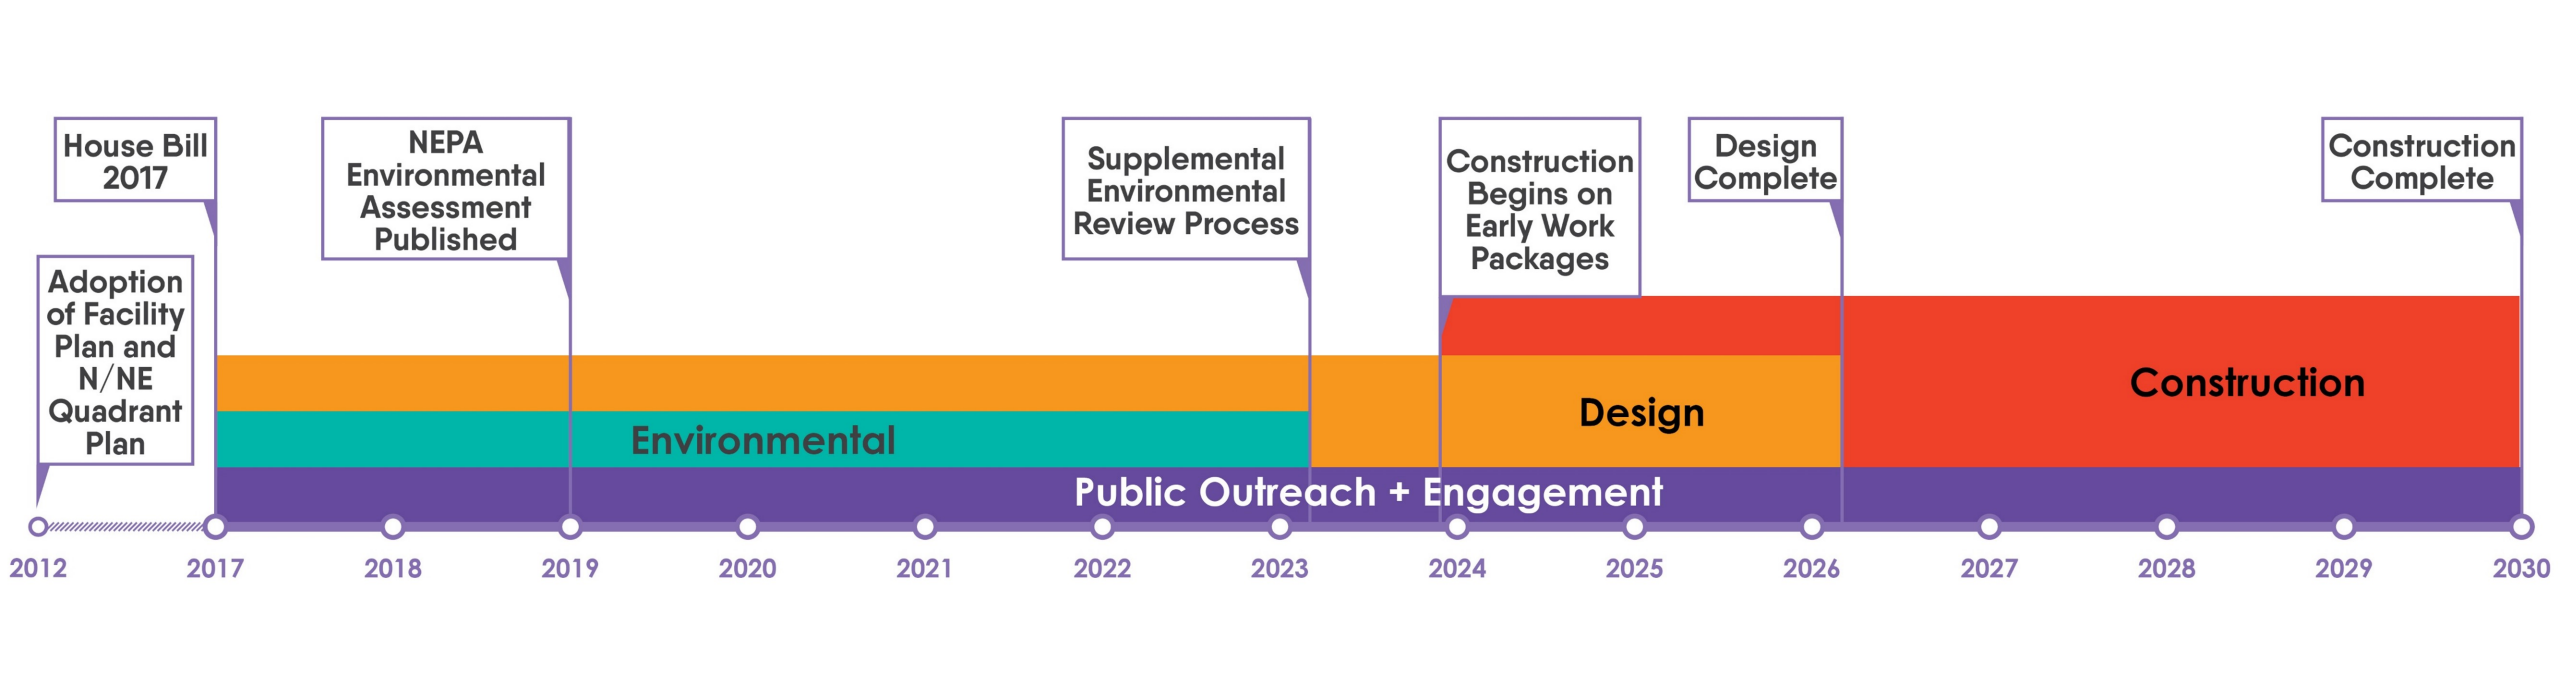 House Bill
2017
NEPA
Environmental
Assessment
Published
Supplemental
Environmental
Review Process
Construction
Begins on
Early Work
Packages
Design
Complete
Construction
Complete
Adoption
of Facility
Plan and
N/NE
Quadrant
Plan
Construction
Design
Environmental
Public Outreach + Engagement
2012 2017 2018 2019 2020 2021 2022 2023 2024 2025 2026 2027 2028 2029 2030